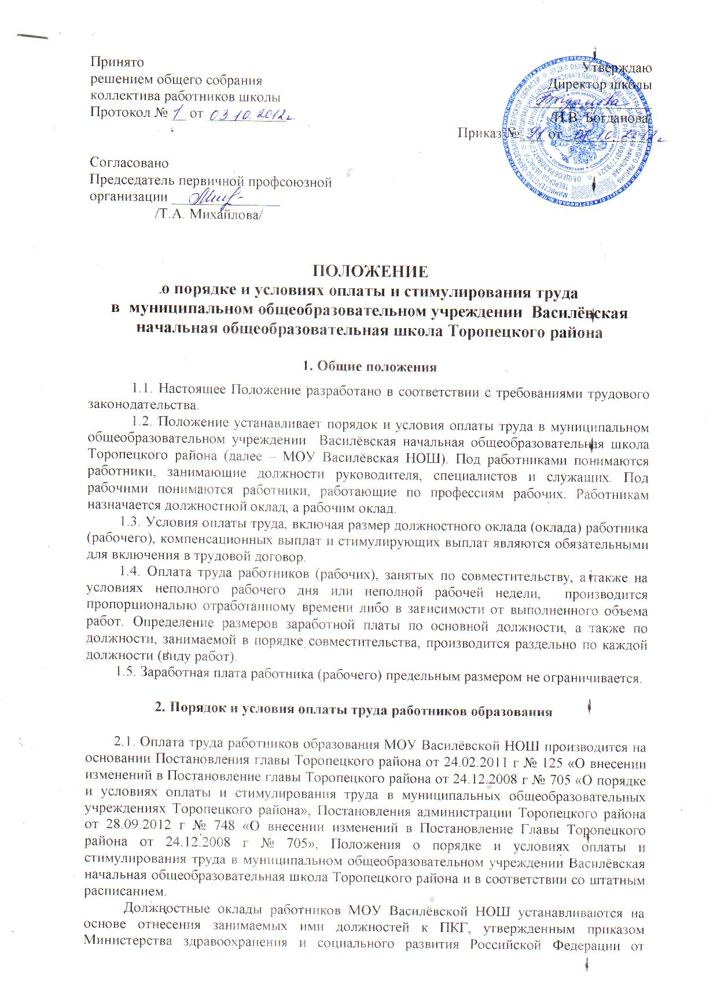 Принято
решением общего собрания
коллектива работников школы
Протокол № 1 от 03.10.2012г
Утверждаю
Директор школы
/И.В. Богданова/
Приказ № 91 от
Согласовано
Председатель первичной профсоюзной
организации
/Т.А. Михайлова/
ПОЛОЖЕНИЕ
о порядке и условиях оплаты и стимулирования труда
в муниципальном общеобразовательном учреждении Василёвская
начальная общеобразовательная школа Торопецкого района
1. Общие положения
1.1. Настоящее Положение разработано в соответствии с требованиями трудового
законодательства.
1.2. Положение устанавливает порядок и условия оплаты труда в муниципальном
общеобразовательном учреждении Василёвская начальная общеобразовательная школа
Торопецкого района (далее – МОУ Василёвская НОШ). Под работниками понимаются
работники, занимающие должности руководителя, специалистов и служащих. Под
рабочими понимаются работники, работающие по профессиям рабочих. Работникам
назначается должностной оклад, а рабочим оклад.
1.3. Условия оплаты труда, включая размер должностного оклада (оклада) работника
(рабочего), компенсационных выплат и стимулирующих выплат являются обязательными
для включения в трудовой договор.
1.4. Оплата труда работников (рабочих), занятых по совместительству, а также на
условиях неполного рабочего дня или неполной рабочей недели, производится
пропорционально отработанному времени либо в зависимости от выполненного объема
работ. Определение размеров заработной платы по основной должности, а также по
должности, занимаемой в порядке совместительства, производится раздельно по каждой
должности (виду работ).
1.5. Заработная плата работника (рабочего) предельным размером не ограничивается.
2. Порядок и условия оплаты труда работников образования
2.1. Оплата труда работников образования МОУ Василёвской НОШ производится на
основании Постановления главы Торопецкого района от 24.02.2011 г № 125 «О внесении
изменений в Постановление главы Торопецкого района от 24.12.2008 г № 705 «О порядке
и условиях оплаты и стимулирования труда в муниципальных общеобразовательных
учреждениях Торопецкого района», Постановления администрации Торопецкого района
от 28.09.2012 г № 748 «О внесении изменений в Постановление Главы Торопецкого
района от 24.12.2008 г № 705», Положения о порядке и условиях оплаты и
стимулирования труда в муниципальном общеобразовательном учреждении Василёвская
начальная общеобразовательная школа Торопецкого района и в соответствии со штатным
расписанием.
Должностные оклады работников МОУ Василёвской НОШ устанавливаются на
основе отнесения занимаемых ими должностей к ПКГ, утвержденным приказом
Министерства здравоохранения и социального развития Российской Федерации от